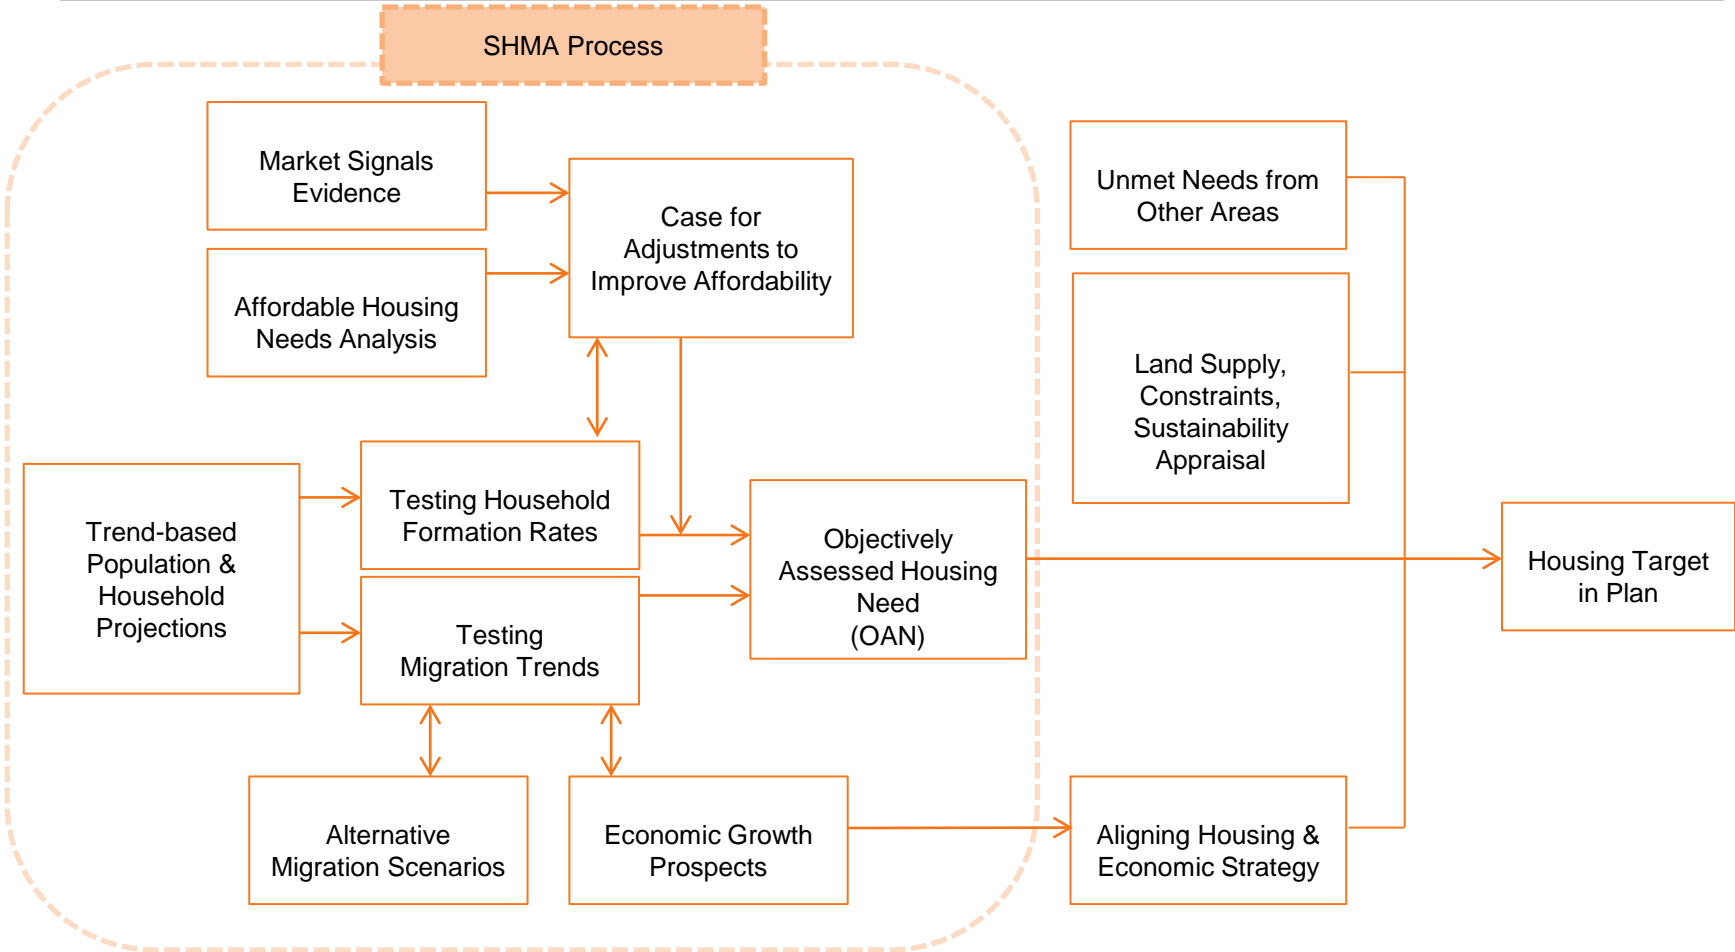 SHMA Process
Market Signals
Evidence
Case for
Adjustments to
Improve Affordability
Affordable Housing
Needs Analysis
Unmet Needs from
Other Areas
Land Supply,
Constraints,
Sustainability
Appraisal
Trend-based
Population &
Household
Projections
Testing Household
Formation Rates
Testing
Migration Trends
Objectively
Assessed Housing
Need
(OAN)
Housing Target
in Plan
Alternative
Migration Scenarios
Economic Growth
Prospects
Aligning Housing &
Economic Strategy